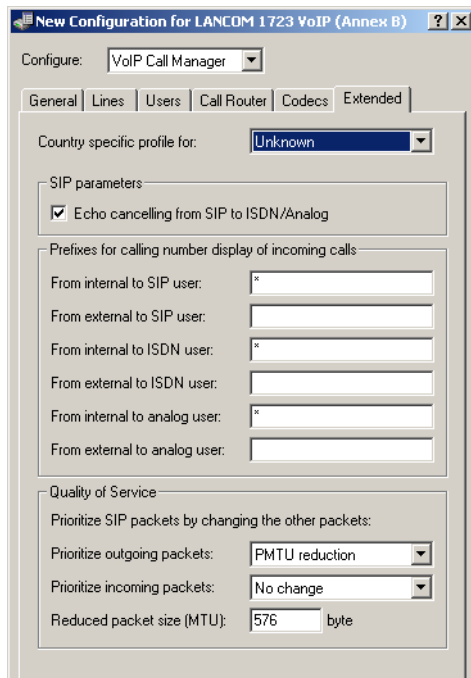 New Configuration for LANCOM 1723 VoIP (Annex B)
Configure: VoIP Call Manager
General Lines Users Call Router Codecs Extended
Country specific profile for: Unknown
SIP parameters
Echo cancelling from SIP to ISDN/Analog
Prefixes for calling number display of incoming calls
From internal to SIP user: *
From external to SIP user:
From internal to ISDN user: *
From external to ISDN user:
From internal to analog user: *
From external to analog user:
Quality of Service
Prioritize SIP packets by changing the other packets:
Prioritize outgoing packets: PMTU reduction
Prioritize incoming packets: No change
Reduced packet size (MTU): 576 byte